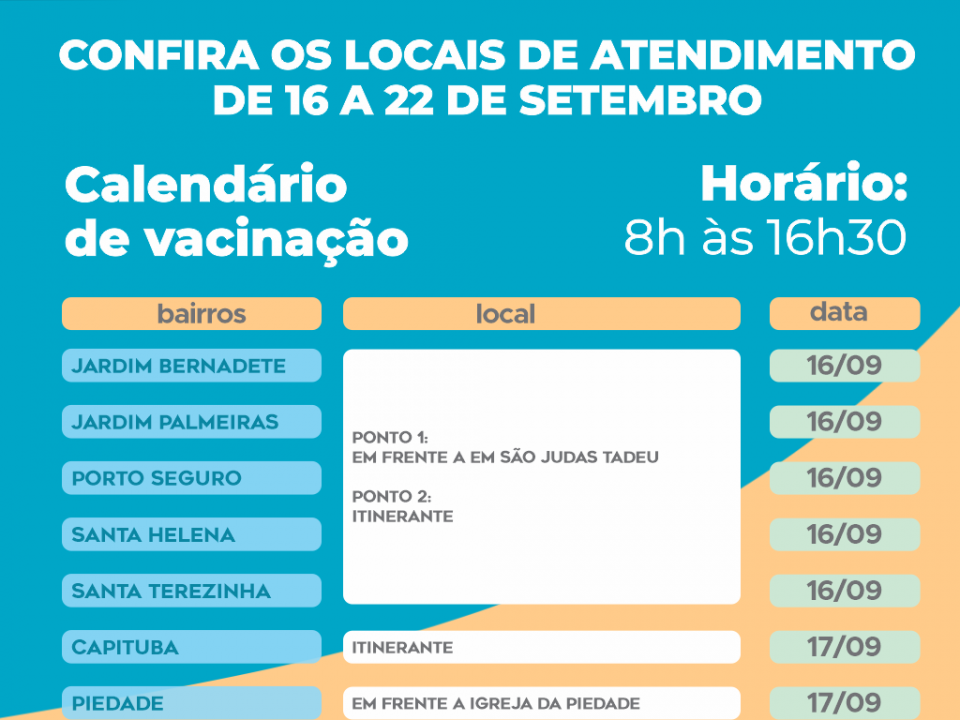 CONFIRA OS LOCAIS DE ATENDIMENTO
DE 16 A 22 DE SETEMBRO
Calendário
de vacinação
Horário:
8h às 16h30
bairros local data
JARDIM BERNADETE 16/09
JARDIM PALMEIRAS 16/09
PORTO SEGURO 16/09
SANTA HELENA 16/09
SANTA TEREZINHA 16/09
PONTO 1:
EM FRENTE A EM SÃO JUDAS TADEU
PONTO 2:
ITINERANTE
CAPITUBA ITINERANTE 17/09
PIEDADE EM FRENTE A IGREJA DA PIEDADE 17/09